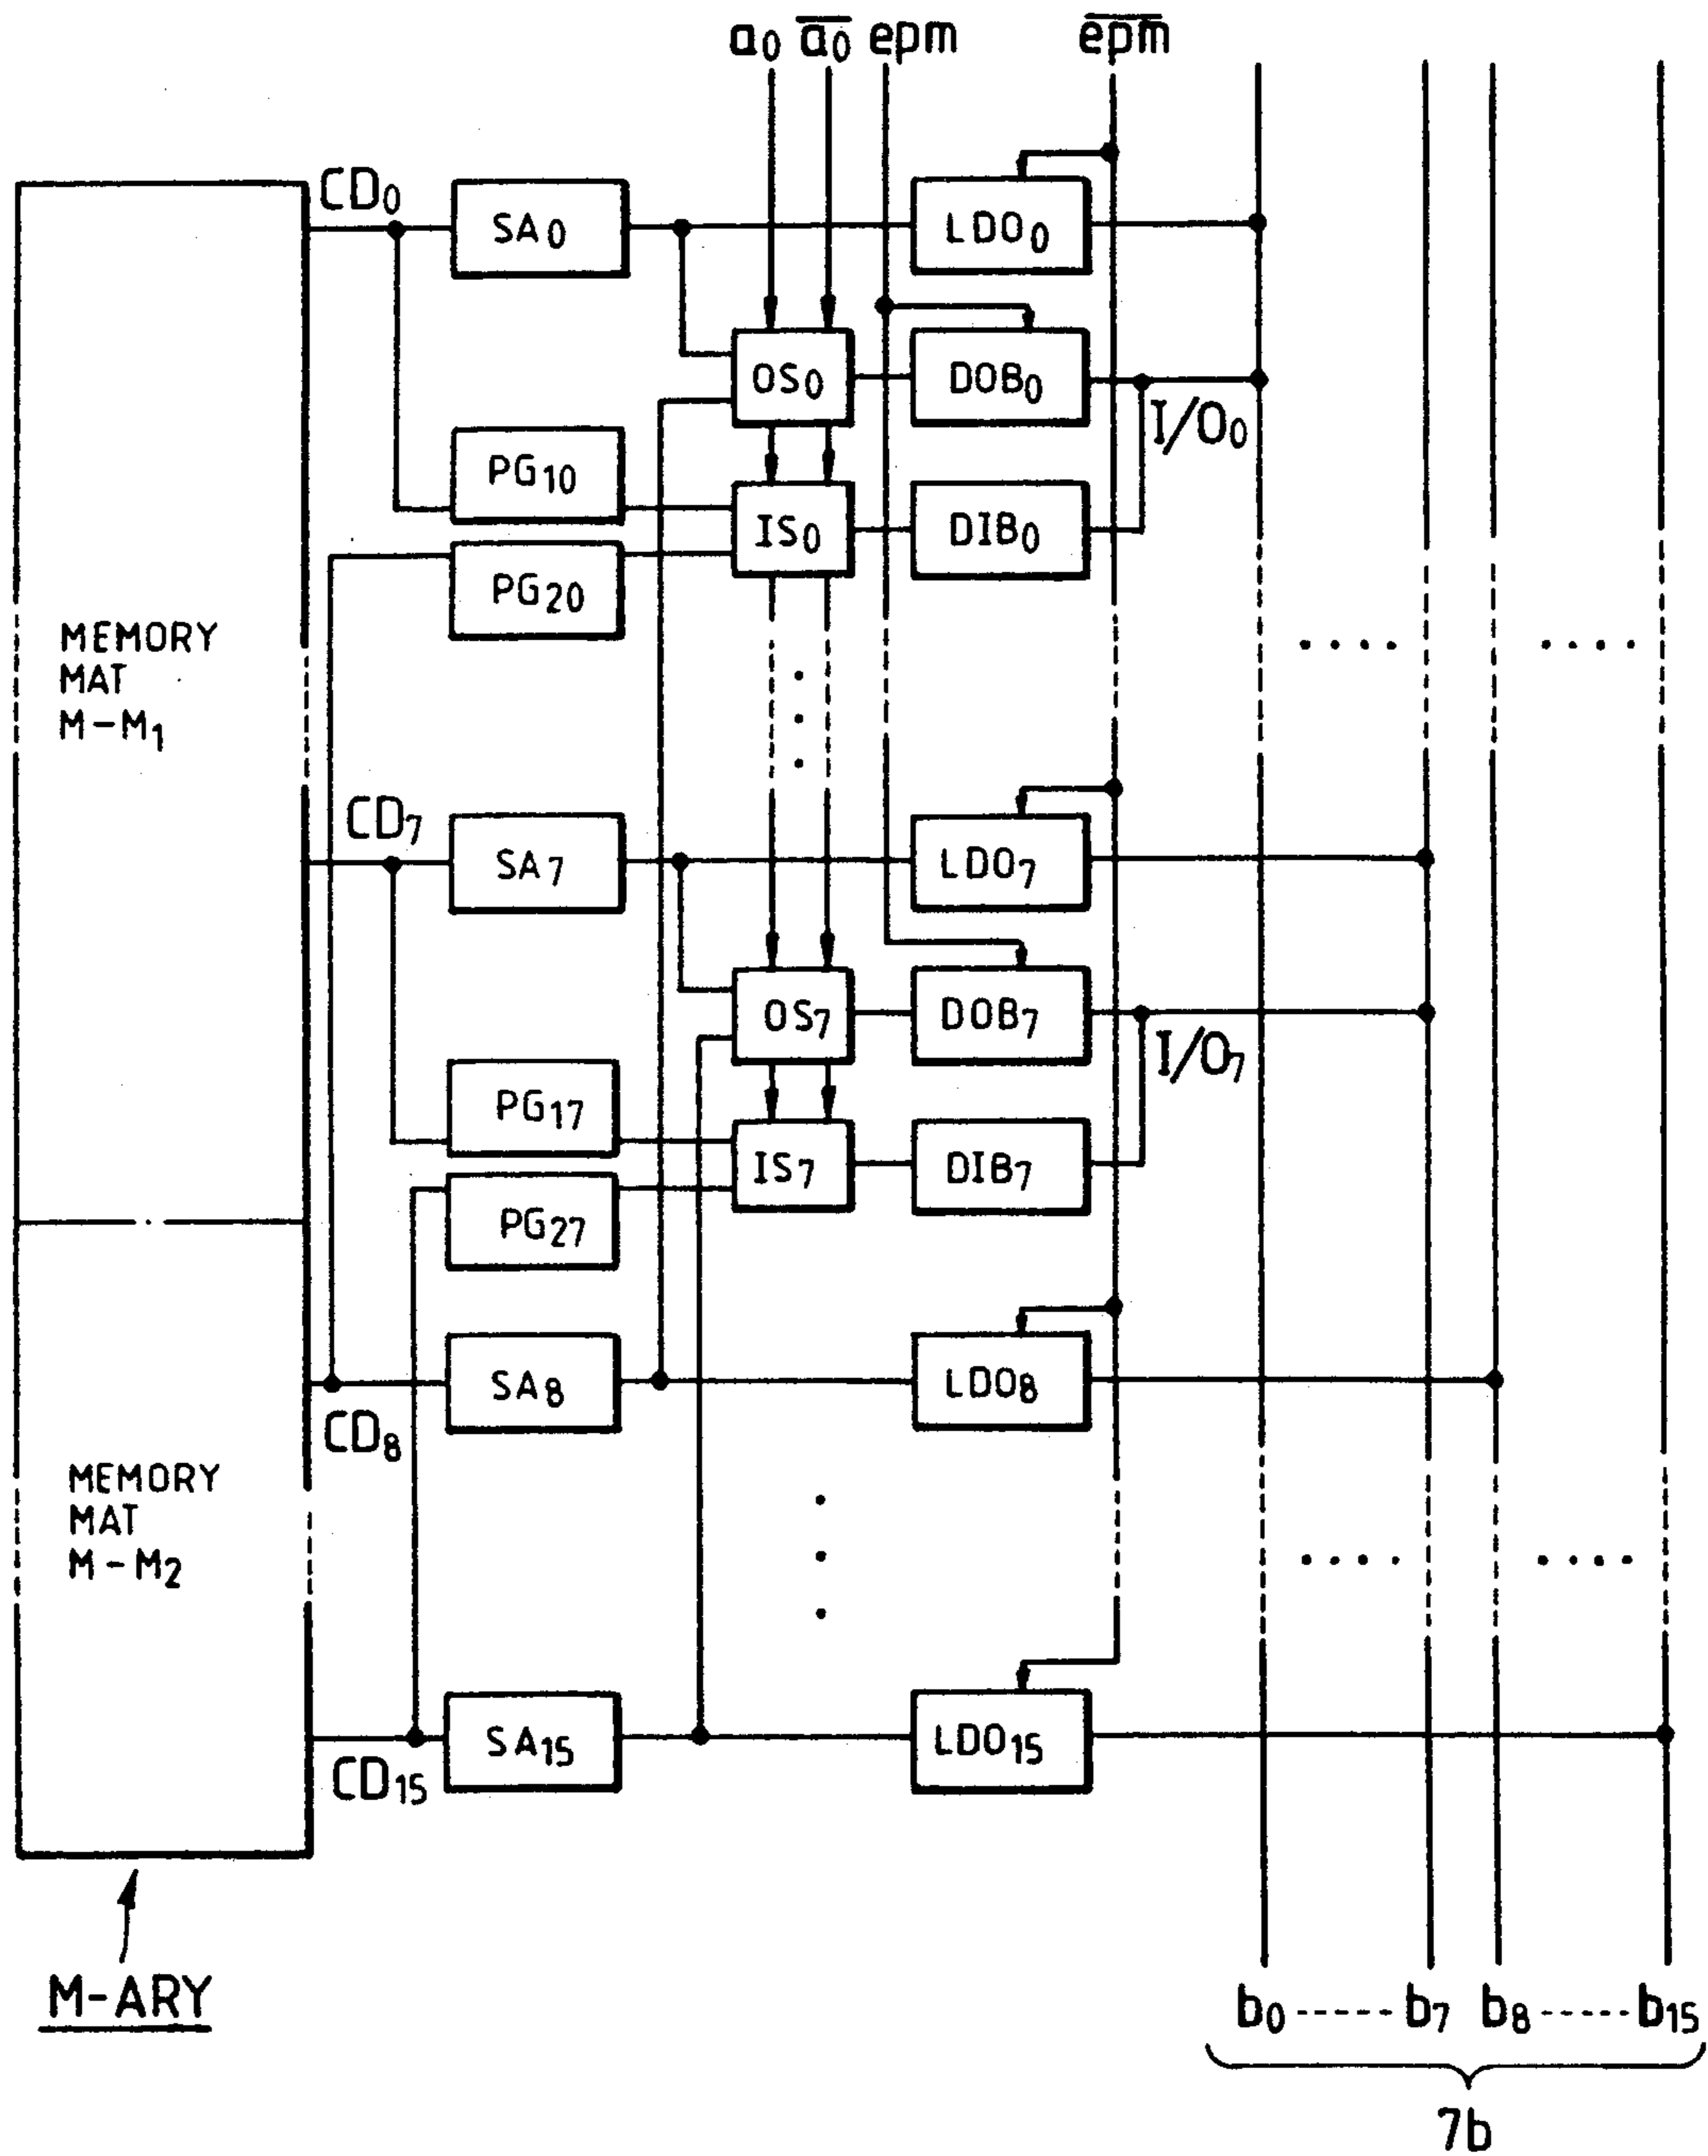 a0 a̅0̅ epm e̅p̅m̅
CD0
SA0
LDO0
OS0
DOB0
I/O0
PG10
IS0
DIB0
PG20
MEMORY
MAT
M-M1
CD7
SA7
LDO7
OS7
DOB7
I/O7
PG17
IS7
DIB7
PG27
SA8
LDO8
CD8
MEMORY
MAT
M-M2
SA15
LDO15
CD15
M-ARY
b0 ------ b7 b8 ------ b15
7b